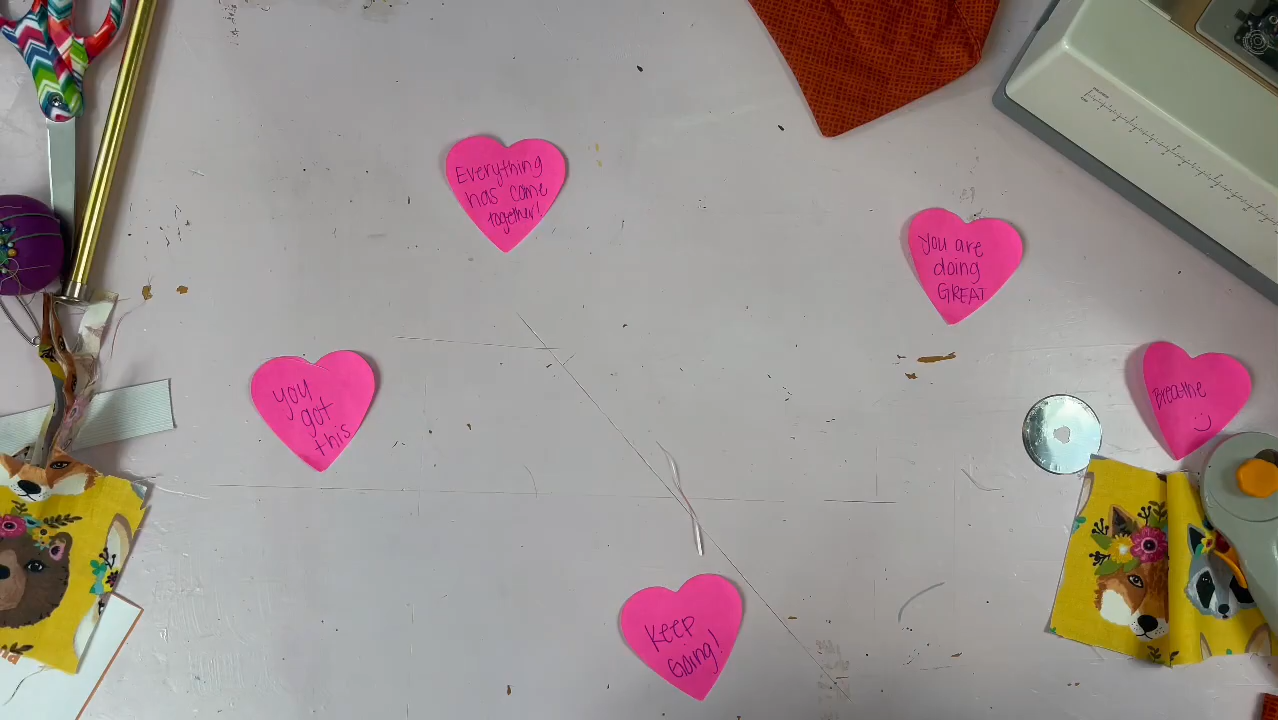 Everything
has come
together!
you are
doing
GREAT
Breathe
you
got
this
KEEP
Going!